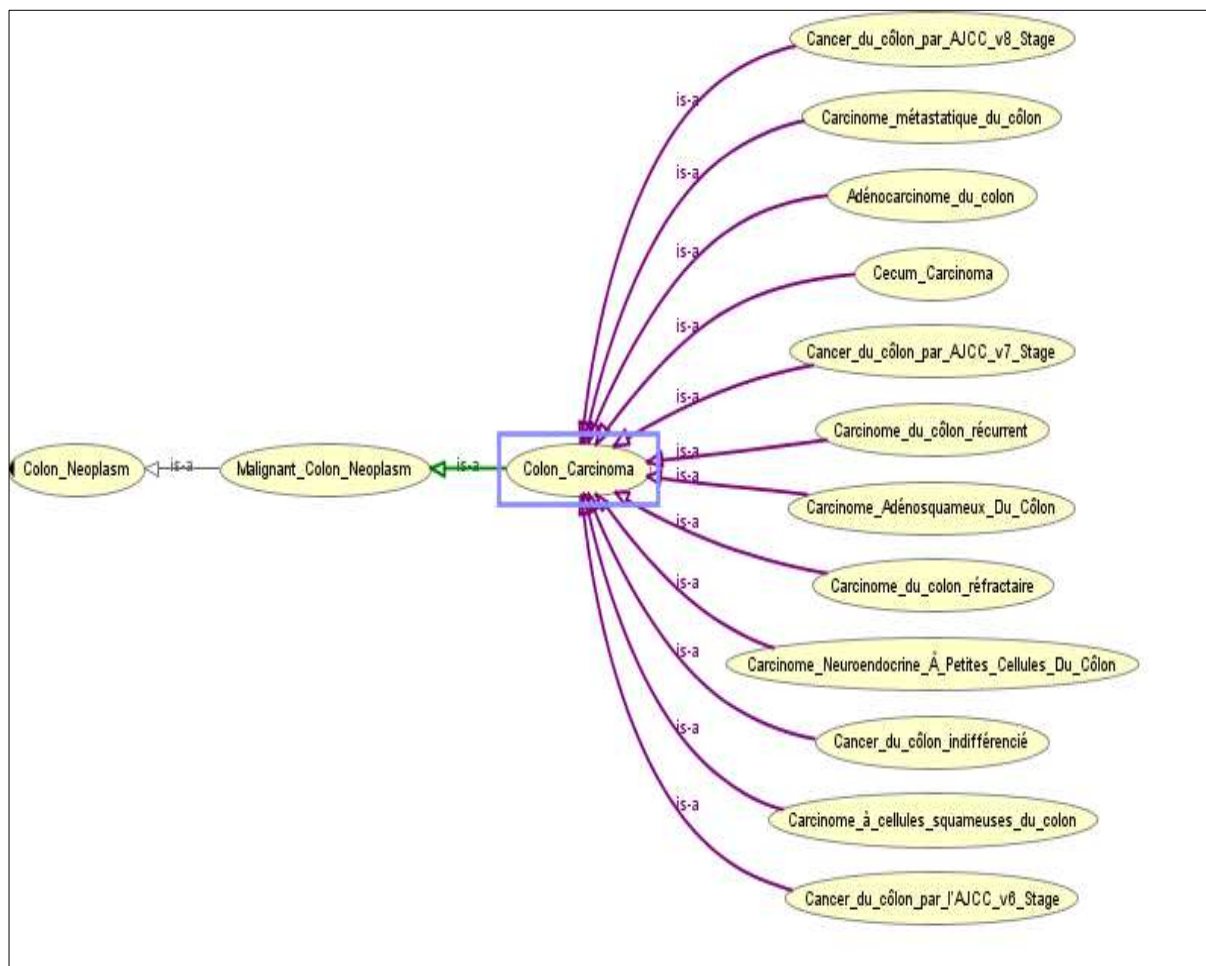 Cancer_du_côlon_par_AJCC_v8_Stage
is-a
Carcinome_métastatique_du_côlon
is-a
Adénocarcinome_du_colon
is-a
Cecum_Carcinoma
is-a
Cancer_du_côlon_par_AJCC_v7_Stage
is-a
Carcinome_du_côlon_récurrent
is-a
Colon_Neoplasm is-a Malignant_Colon_Neoplasm is-a Colon_Carcinoma
is-a
Carcinome_Adénosquameux_Du_Côlon
is-a
Carcinome_du_colon_réfractaire
is-a
Carcinome_Neuroendocrine_À_Petites_Cellules_Du_Côlon
is-a
Cancer_du_côlon_indifférencié
is-a
Carcinome_à_cellules_squameuses_du_colon
is-a
Cancer_du_côlon_par_l'AJCC_v6_Stage